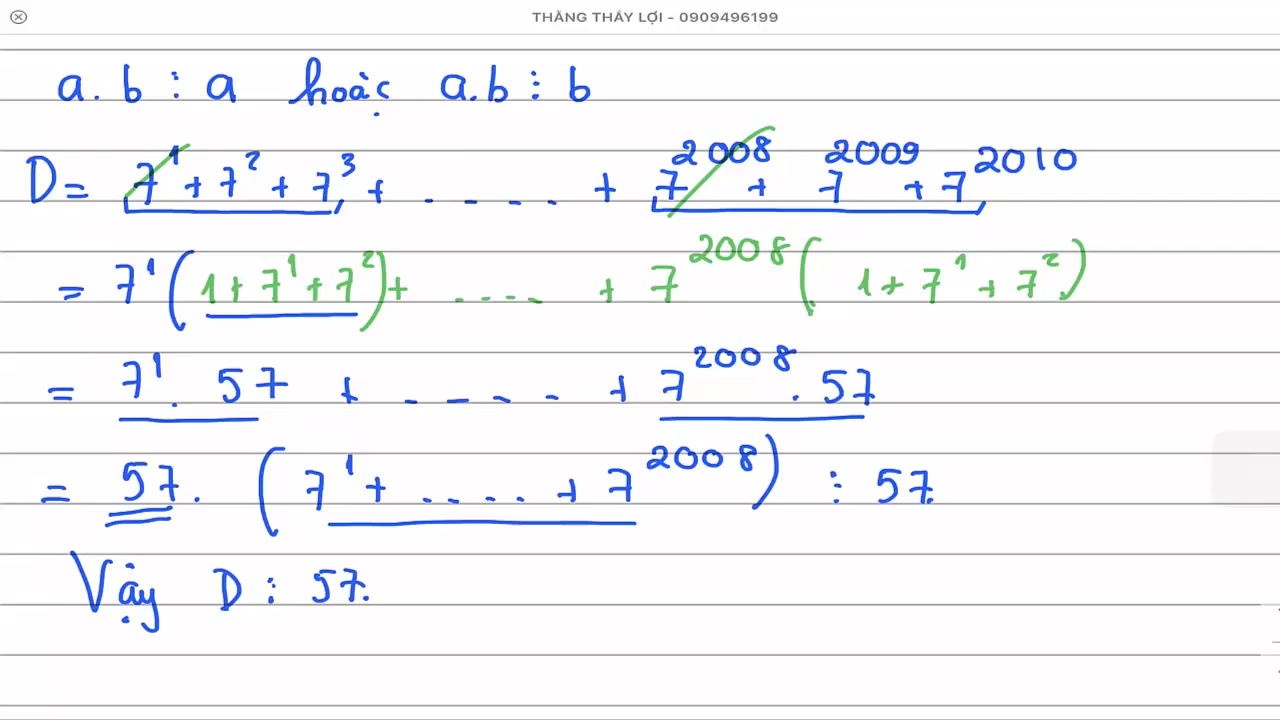 THẮNG THẦY LỢI - 0909496199
a.b ⋮ a hoặc a.b ⋮ b
D = 7¹ + 7² + 7³ + ..... + 7²⁰⁰⁸ + 7²⁰⁰⁹ + 7²⁰¹⁰
= 7¹ (1 + 7¹ + 7²) + ..... + 7²⁰⁰⁸ (1 + 7¹ + 7²)
= 7¹ . 57 + ..... + 7²⁰⁰⁸ . 57
= 57. (7¹ + ..... + 7²⁰⁰⁸) ⋮ 57.
Vậy D ⋮ 57.